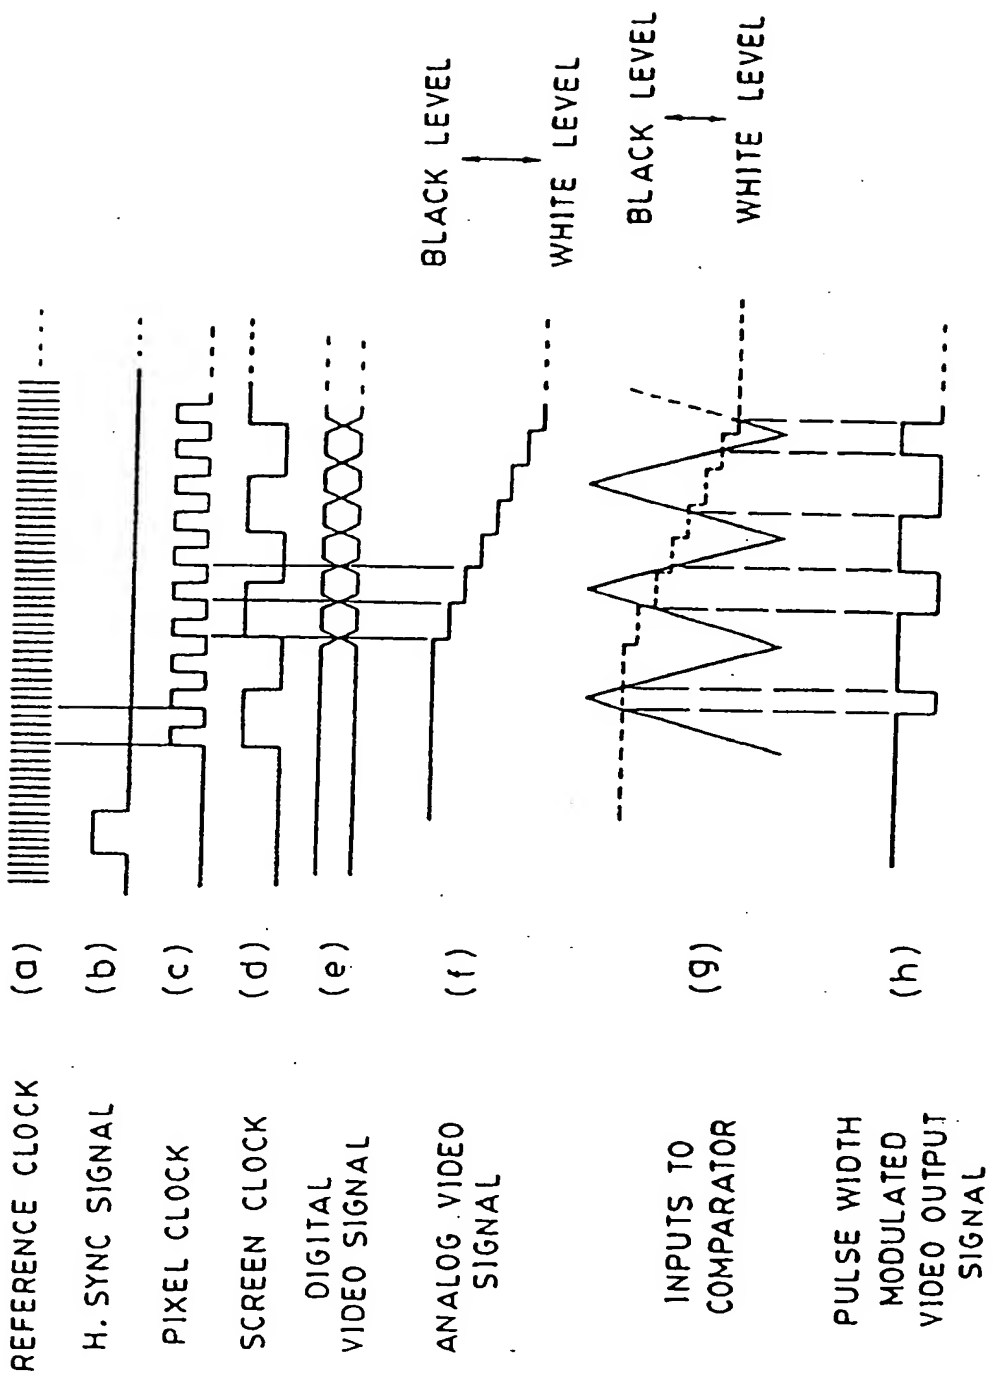 REFERENCE CLOCK (a)
H. SYNC SIGNAL (b)
PIXEL CLOCK (c)
SCREEN CLOCK (d)
DIGITAL
VIDEO SIGNAL (e)
ANALOG VIDEO
SIGNAL (f)
BLACK LEVEL
WHITE LEVEL
INPUTS TO
COMPARATOR (g)
BLACK LEVEL
WHITE LEVEL
PULSE WIDTH
MODULATED
VIDEO OUTPUT
SIGNAL (h)